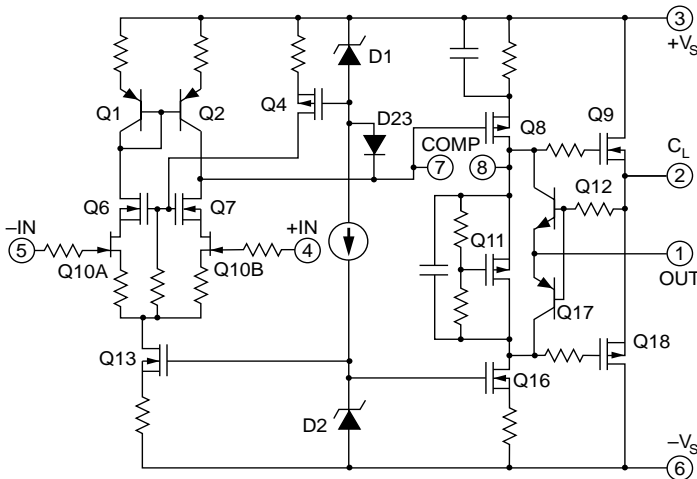 3
+Vs
D1
Q1
Q2
Q4
D23
Q8
Q9
COMP
7
8
CL
2
Q12
Q6
Q7
–IN
5
+IN
4
Q11
Q10A
Q10B
1
OUT
Q17
Q13
Q18
Q16
D2
–Vs
6